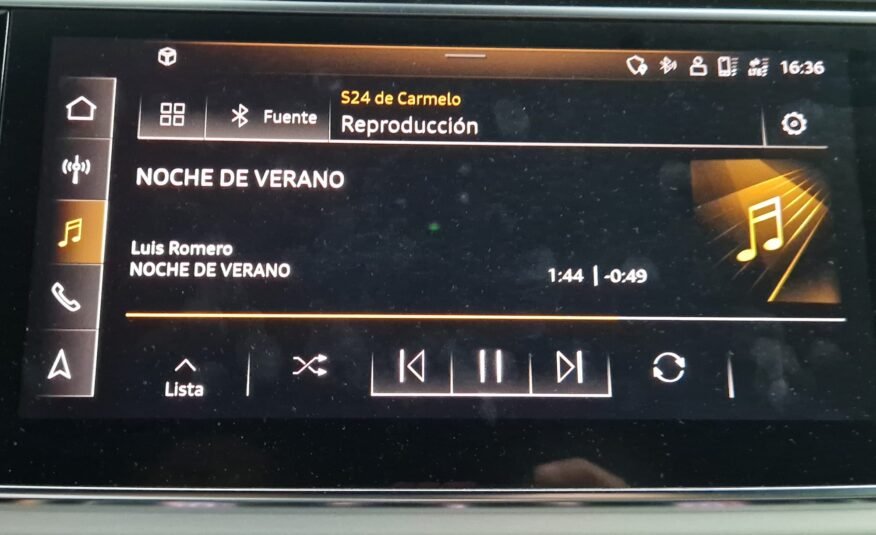 16:36
S24 de Carmelo
Fuente
Reproducción
NOCHE DE VERANO
Luis Romero
NOCHE DE VERANO
1:44 | -0:49
Lista